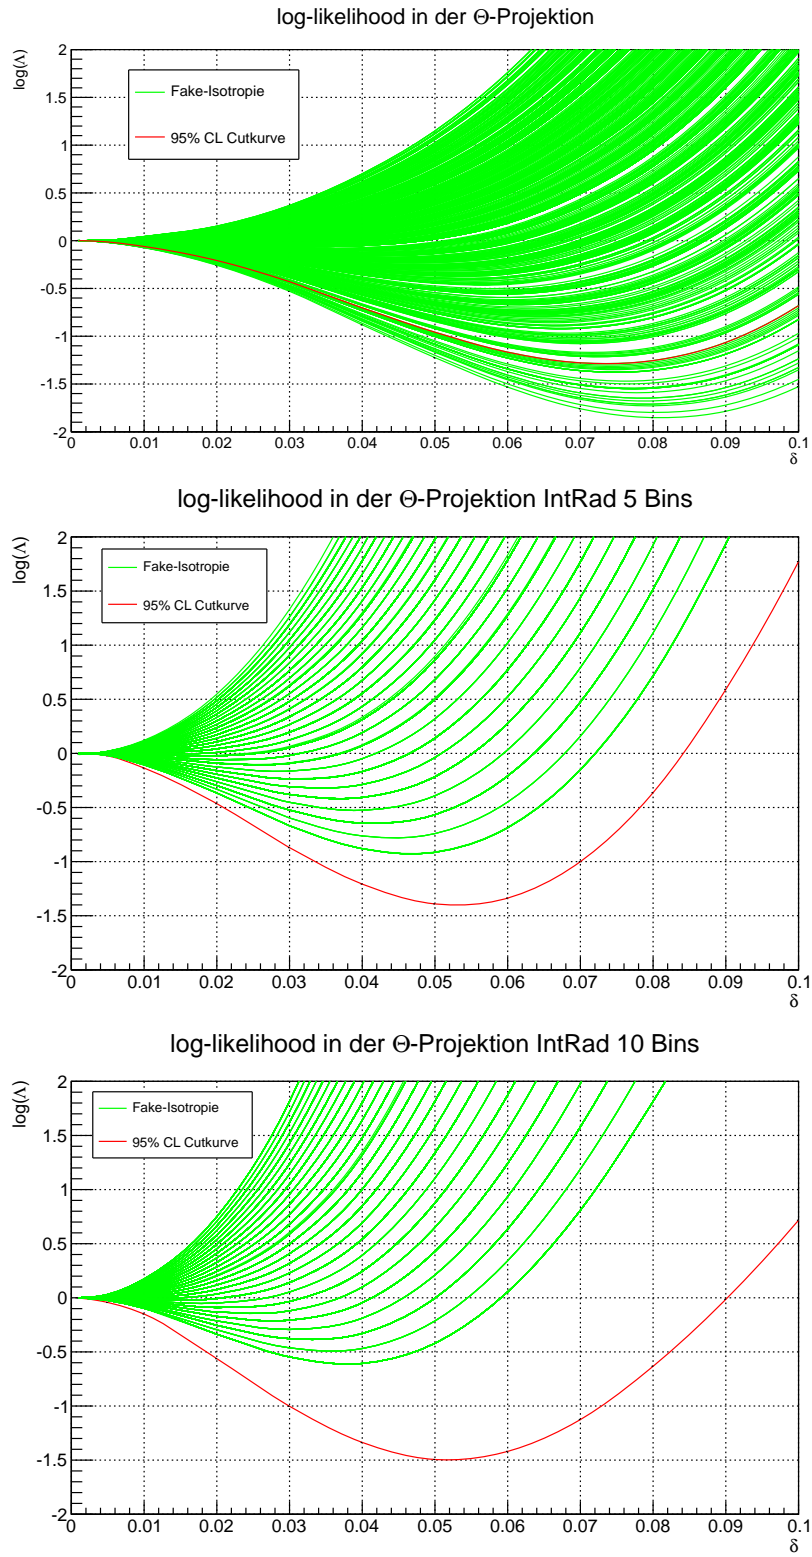 log-likelihood in der Θ-Projektion
log(Λ)
2
1.5
1
0.5
0
-0.5
-1
-1.5
-2
Fake-Isotropie
95% CL Cutkurve
0 0.01 0.02 0.03 0.04 0.05 0.06 0.07 0.08 0.09 0.1
δ
log-likelihood in der Θ-Projektion IntRad 5 Bins
log(Λ)
2
1.5
1
0.5
0
-0.5
-1
-1.5
-2
Fake-Isotropie
95% CL Cutkurve
0 0.01 0.02 0.03 0.04 0.05 0.06 0.07 0.08 0.09 0.1
δ
log-likelihood in der Θ-Projektion IntRad 10 Bins
log(Λ)
2
1.5
1
0.5
0
-0.5
-1
-1.5
-2
Fake-Isotropie
95% CL Cutkurve
0 0.01 0.02 0.03 0.04 0.05 0.06 0.07 0.08 0.09 0.1
δ